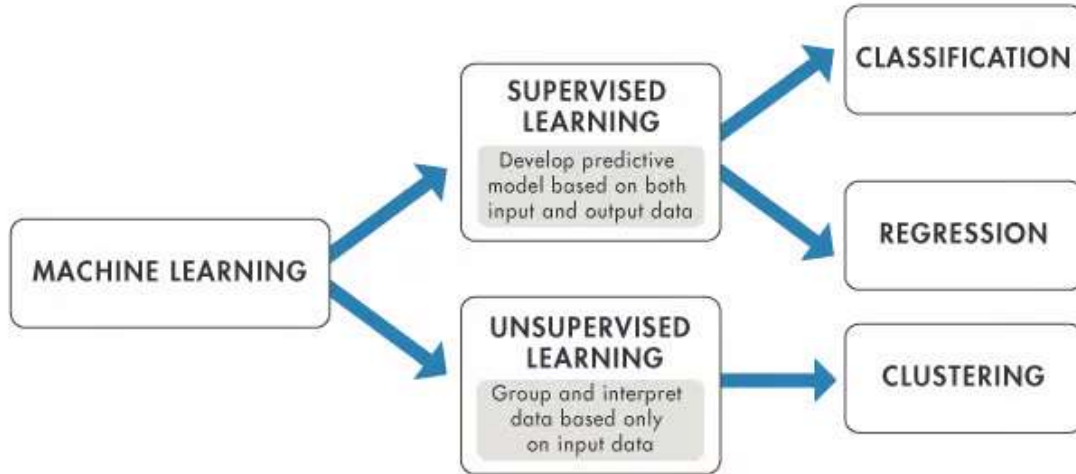 MACHINE LEARNING
SUPERVISED
LEARNING
Develop predictive
model based on both
input and output data
UNSUPERVISED
LEARNING
Group and interpret
data based only
on input data
CLASSIFICATION
REGRESSION
CLUSTERING